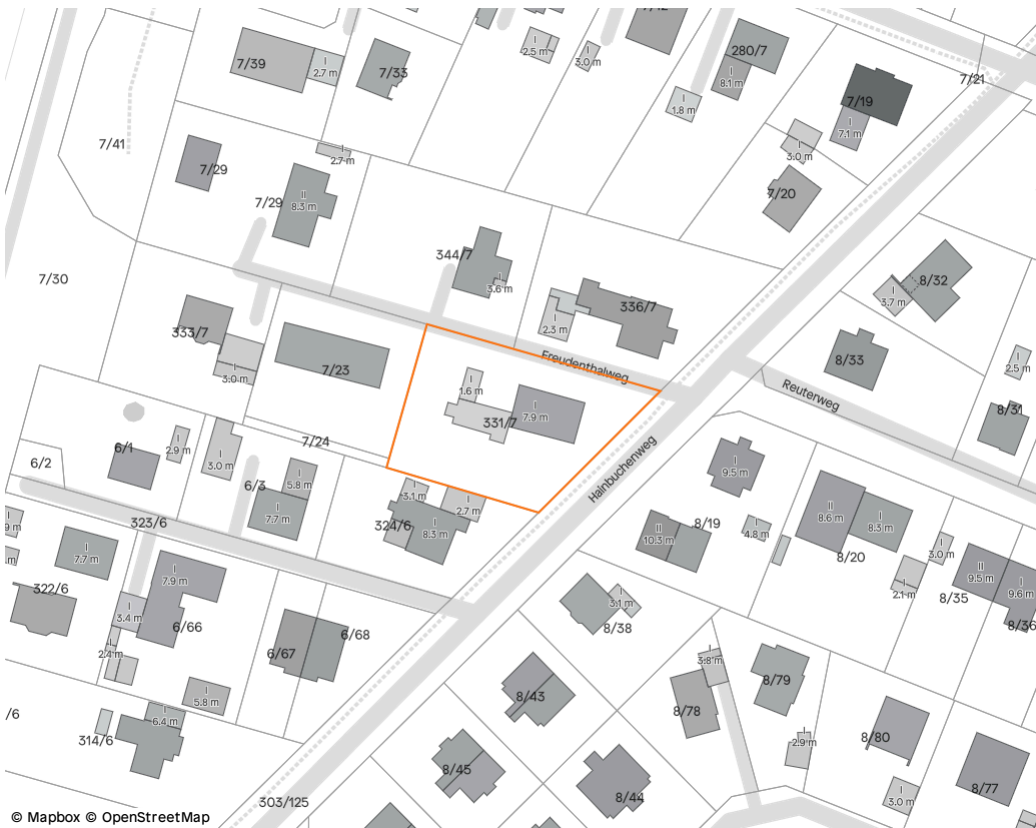 7/12
280/7
I
8.1 m
7/39
I
2.7 m
7/33
I
2.5 m
I
3.0 m
7/21
I
1.8 m
7/19
I
7.1 m
7/41
I
2.7 m
I
3.0 m
7/29
7/20
7/29
II
8.3 m
7/30
344/7
I
3.6 m
8/32
I
3.7 m
336/7
I
2.3 m
333/7
I
3.0 m
7/23
Freudenthalweg
8/33
I
2.5 m
Reuterweg
8/31
I
1.6 m
I
7.9 m
331/7
7/24
Hainbuchenweg
6/1
I
2.9 m
I
3.0 m
6/2
6/3
I
5.8 m
I
7.7 m
I
3.1 m
I
2.7 m
324/6
I
8.3 m
I
9.5 m
323/6
II
10.3 m
8/19
I
4.8 m
II
8.6 m
I
8.3 m
8/20
I
3.0 m
I
2.1 m
II
9.5 m
I
9.6 m
8/35
8/36
I
7.7 m
322/6
I
7.9 m
I
3.4 m
6/66
I
2.4 m
6/67
6/68
I
3.1 m
8/38
I
5.8 m
I
6.4 m
314/6
/6
8/43
I
3.8 m
8/78
8/79
I
2.9 m
8/80
8/45
8/44
I
3.0 m
8/77
303/125
© Mapbox © OpenStreetMap